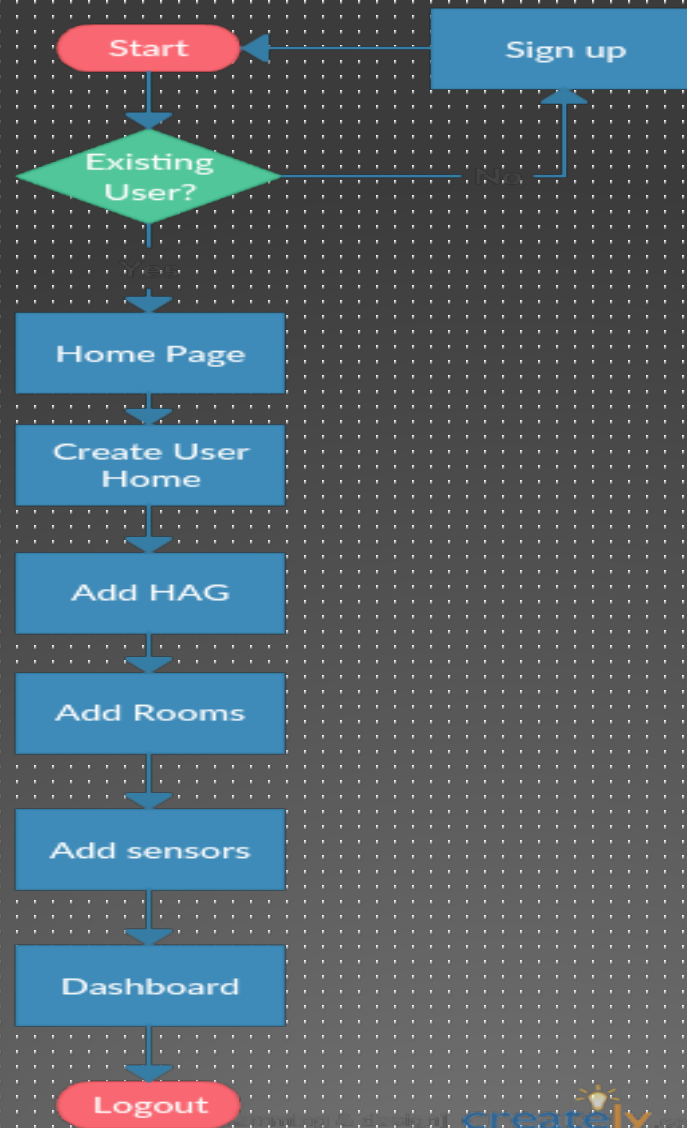 Start
Sign up
Existing
User?
No
Yes
Home Page
Create User
Home
Add HAG
Add Rooms
Add sensors
Dashboard
Logout
creately